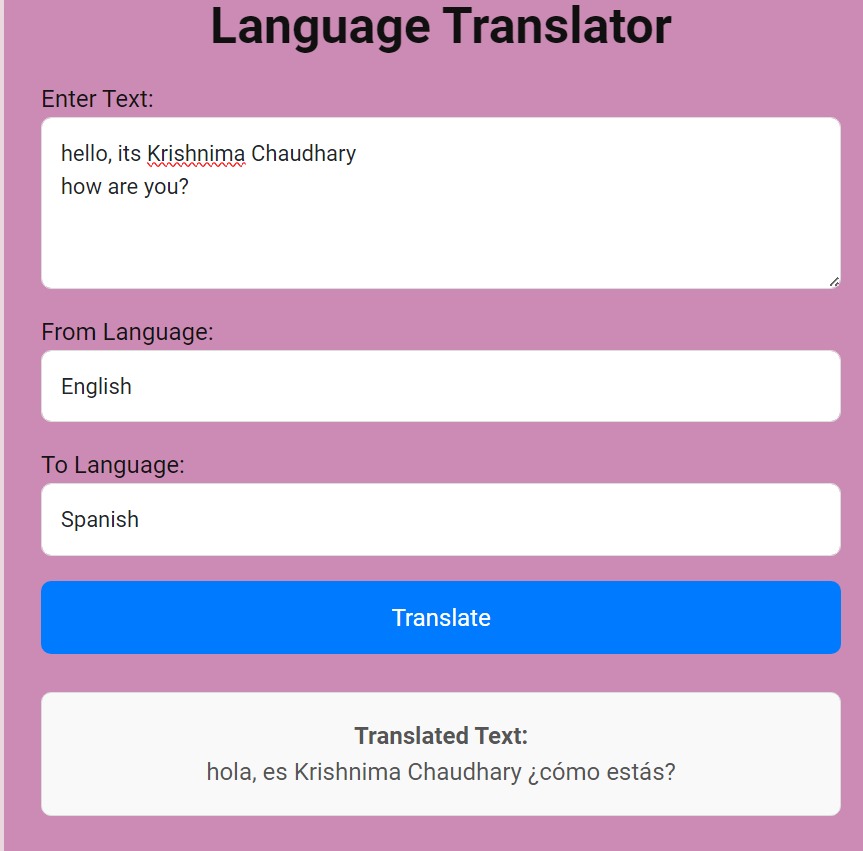 Language Translator
Enter Text:
hello, its Krishnima Chaudhary
how are you?
From Language:
English
To Language:
Spanish
Translate
Translated Text:
hola, es Krishnima Chaudhary ¿cómo estás?